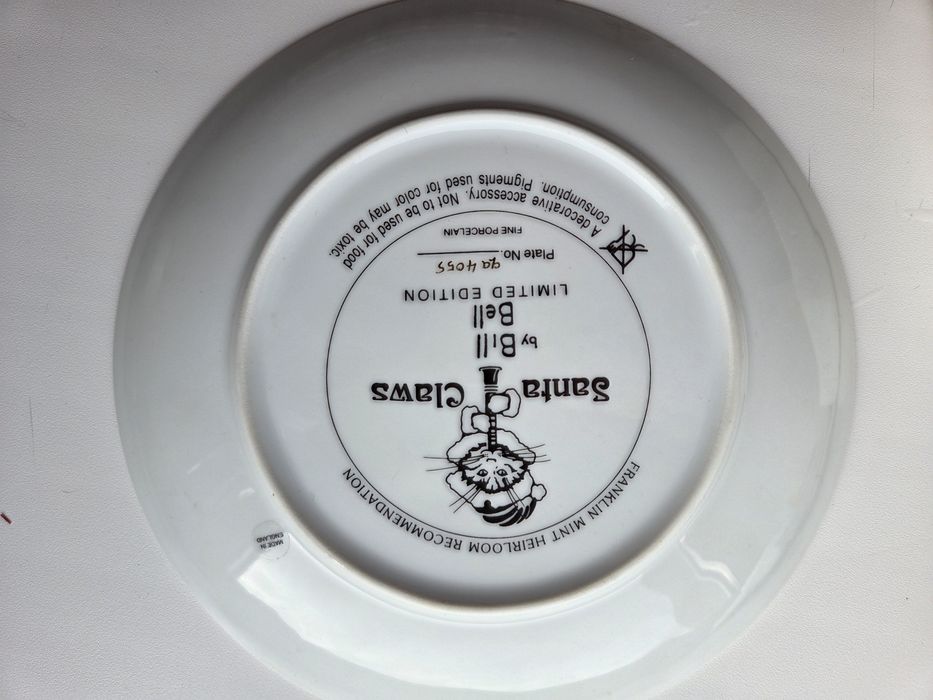 FRANKLIN MINT HEIRLOOM RECOMMENDATION
Santa Claws
by Bill Bell
LIMITED EDITION
Plate No. 9a4055
FINE PORCELAIN
A decorative accessory. Not to be used for food
consumption. Pigments used for color may be toxic.
MADE IN
ENGLAND